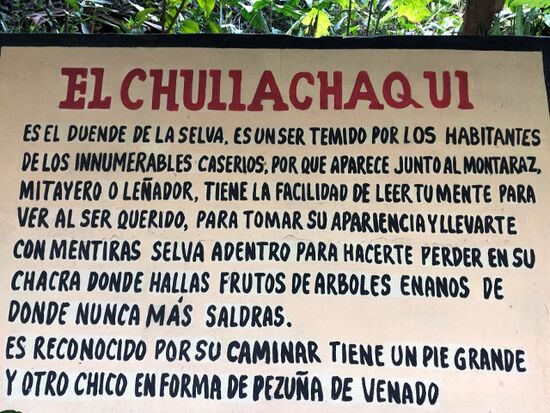 EL CHULLACHAQUI
ES EL DUENDE DE LA SELVA. ES UN SER TEMIDO POR LOS HABITANTES
DE LOS INNUMERABLES CASERIOS, POR QUE APARECE JUNTO AL MONTARAZ,
MITAYERO O LEÑADOR, TIENE LA FACILIDAD DE LEER TU MENTE PARA
VER AL SER QUERIDO, PARA TOMAR SU APARIENCIA Y LLEVARTE
CON MENTIRAS SELVA ADENTRO PARA HACERTE PERDER EN SU
CHACRA DONDE HALLAS FRUTOS DE ARBOLES ENANOS DE
DONDE NUNCA MÁS SALDRAS.
ES RECONOCIDO POR SU CAMINAR TIENE UN PIE GRANDE
Y OTRO CHICO EN FORMA DE PEZUÑA DE VENADO